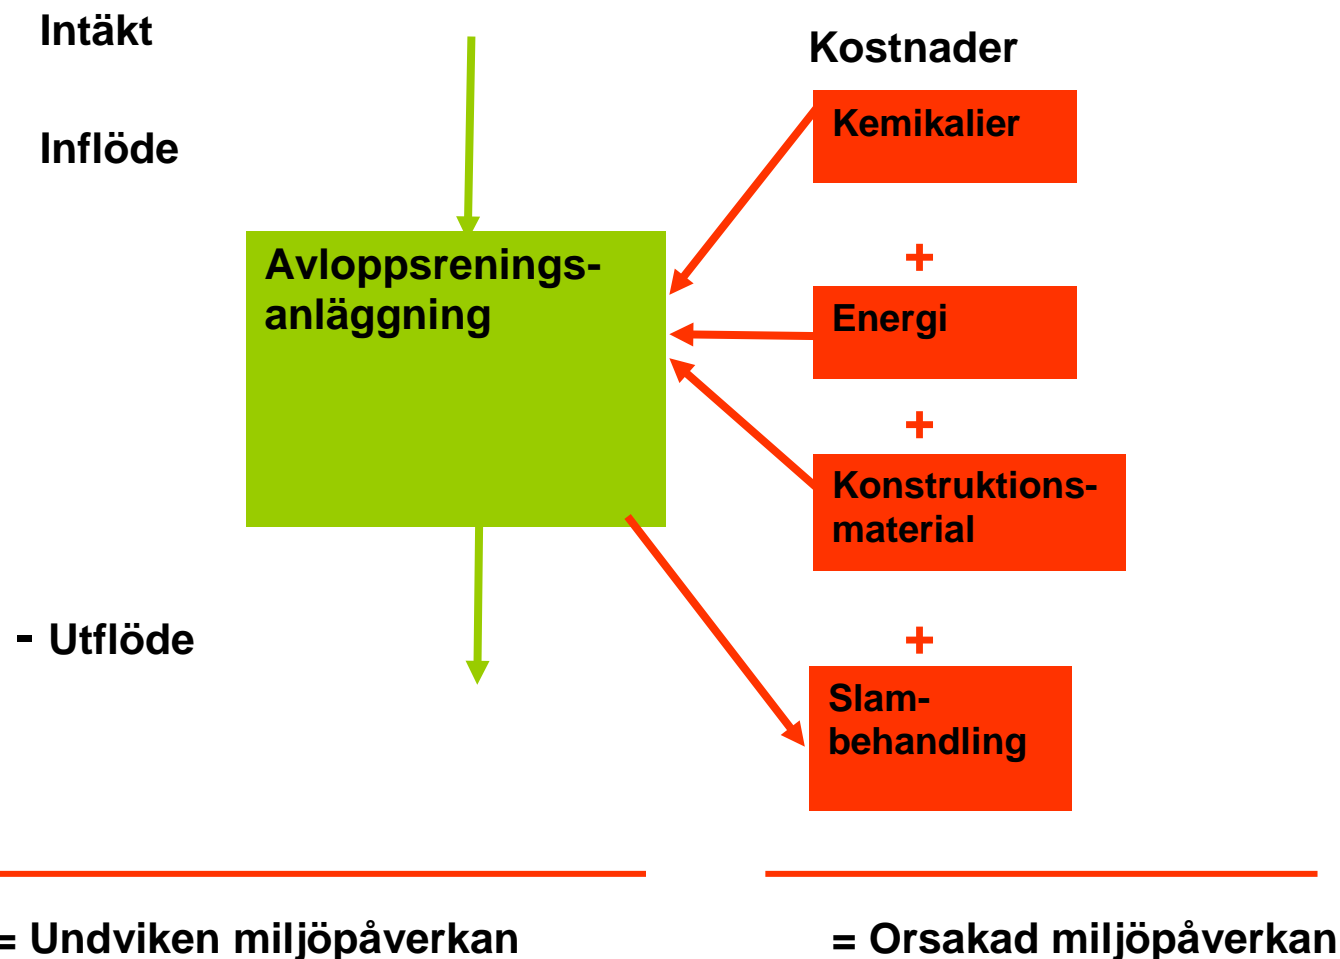 Intäkt
Inflöde
Avloppsrenings-
anläggning
- Utflöde
= Undviken miljöpåverkan
Kostnader
Kemikalier
+
Energi
+
Konstruktions-
material
+
Slam-
behandling
= Orsakad miljöpåverkan